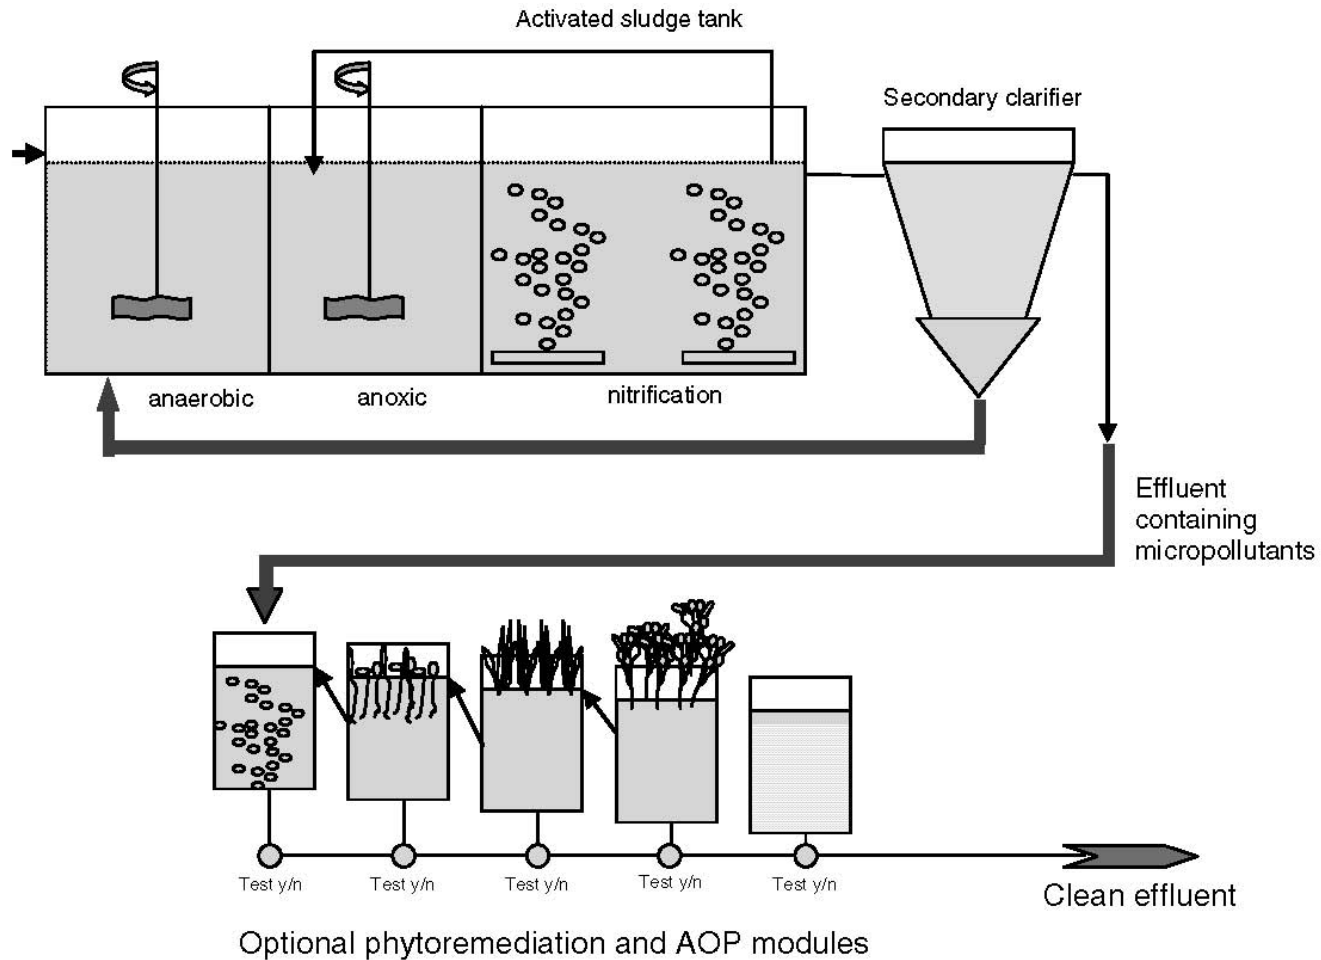 Activated sludge tank
Secondary clarifier
anaerobic
anoxic
nitrification
Effluent
containing
micropollutants
Test y/n
Test y/n
Test y/n
Test y/n
Test y/n
Clean effluent
Optional phytoremediation and AOP modules